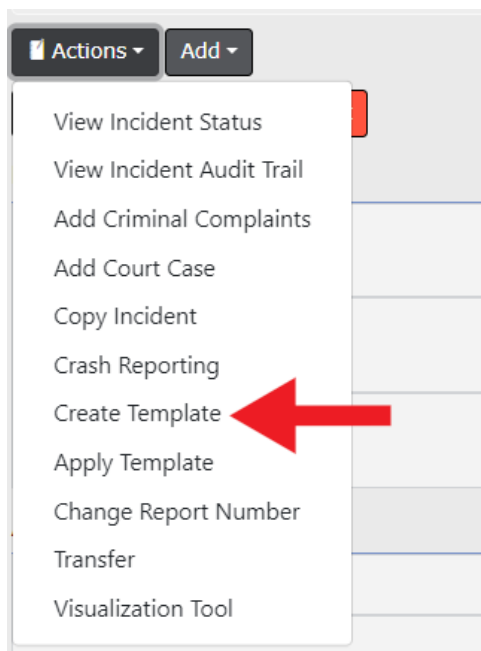 Actions
Add
View Incident Status
View Incident Audit Trail
Add Criminal Complaints
Add Court Case
Copy Incident
Crash Reporting
Create Template
Apply Template
Change Report Number
Transfer
Visualization Tool